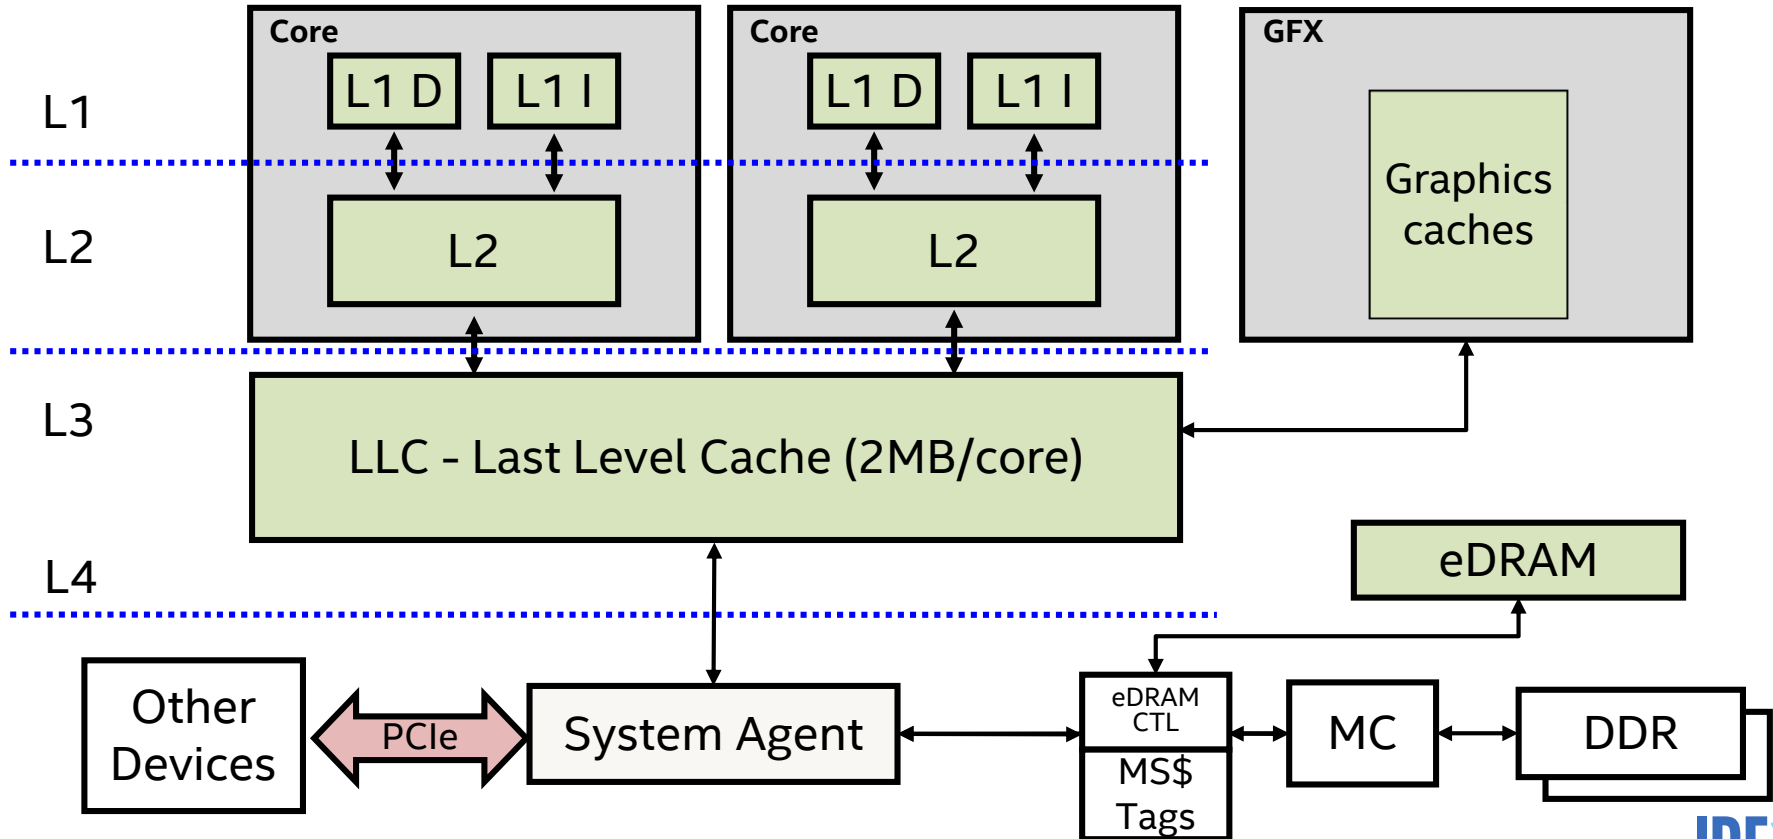 Core
L1 D
L1 I
Core
L1 D
L1 I
GFX
Graphics
caches
L1
L2
L2
L2
L3
LLC - Last Level Cache (2MB/core)
L4
eDRAM
Other
Devices
PCIe
System Agent
eDRAM
CTL
MS$
Tags
MC
DDR